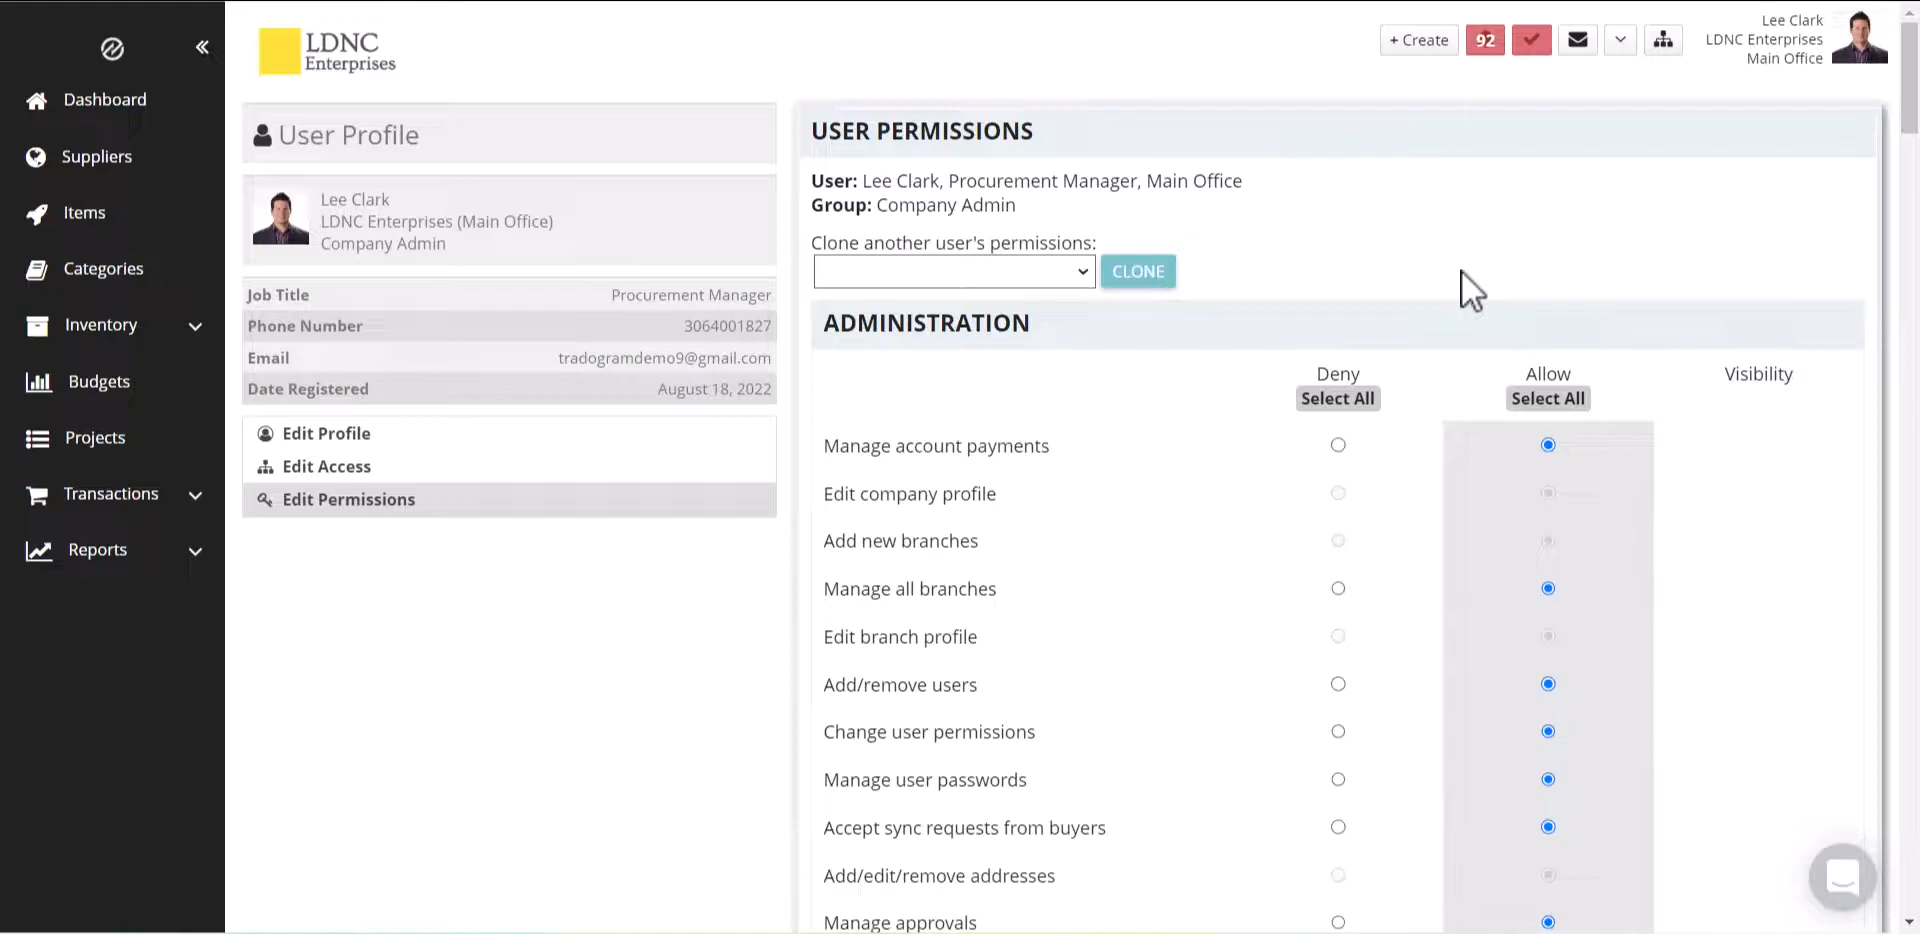 Dashboard
Suppliers
Items
Categories
Inventory
Budgets
Projects
Transactions
Reports
LDNC
Enterprises
+ Create
92
Lee Clark
LDNC Enterprises
Main Office
User Profile
Lee Clark
LDNC Enterprises (Main Office)
Company Admin
Job Title Procurement Manager
Phone Number 3064001827
Email tradogramdemo9@gmail.com
Date Registered August 18, 2022
Edit Profile
Edit Access
Edit Permissions
USER PERMISSIONS
User: Lee Clark, Procurement Manager, Main Office
Group: Company Admin
Clone another user's permissions:
CLONE
ADMINISTRATION
Deny Allow Visibility
Select All Select All
Manage account payments
Edit company profile
Add new branches
Manage all branches
Edit branch profile
Add/remove users
Change user permissions
Manage user passwords
Accept sync requests from buyers
Add/edit/remove addresses
Manage approvals